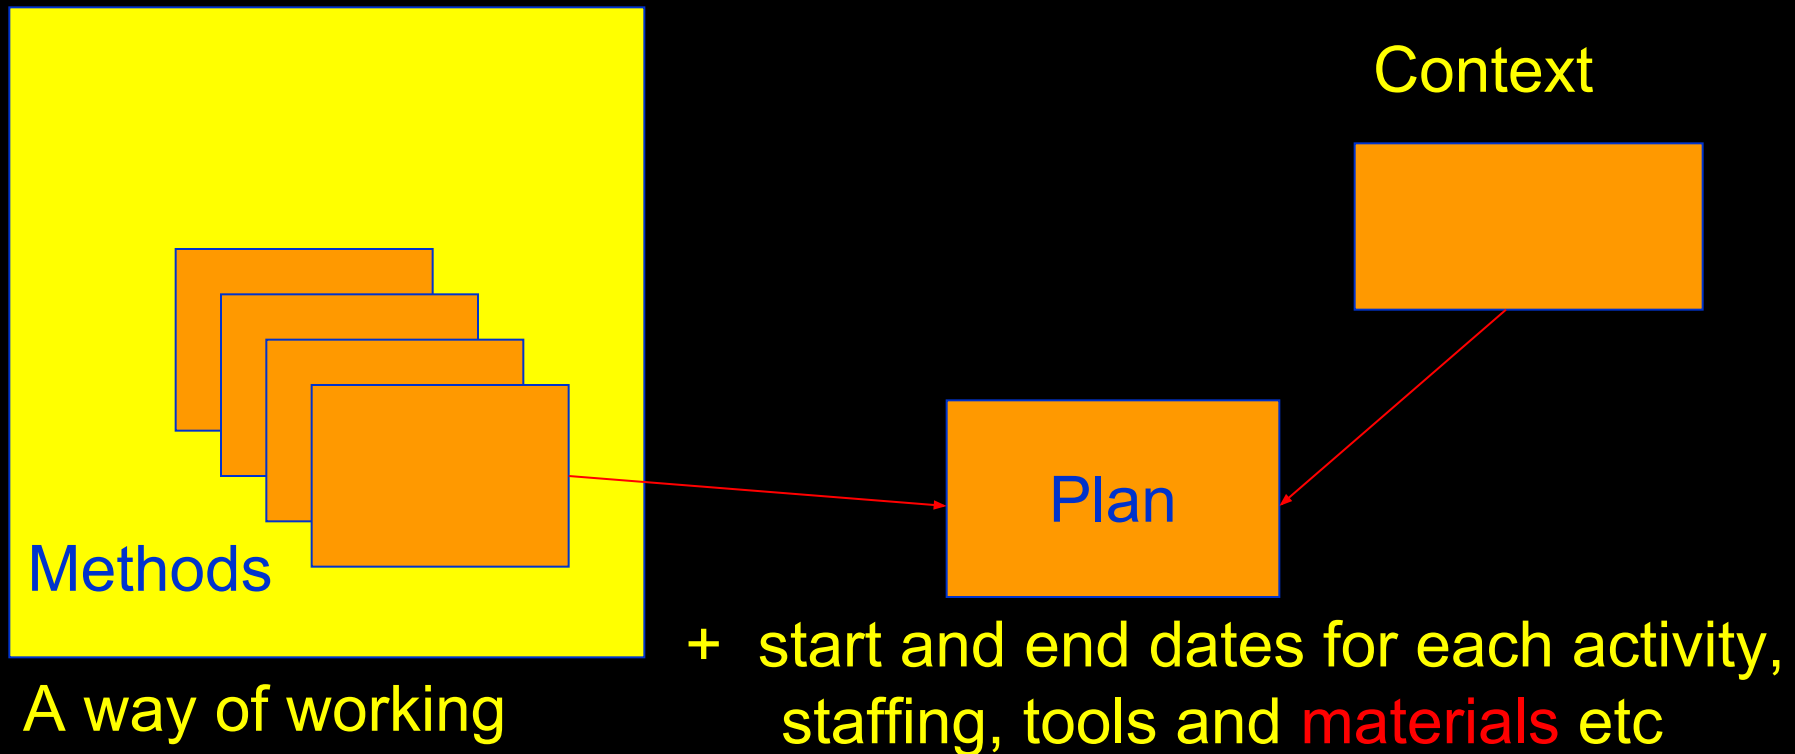 Context
Plan
Methods
+ start and end dates for each activity,
staffing, tools and materials etc
A way of working